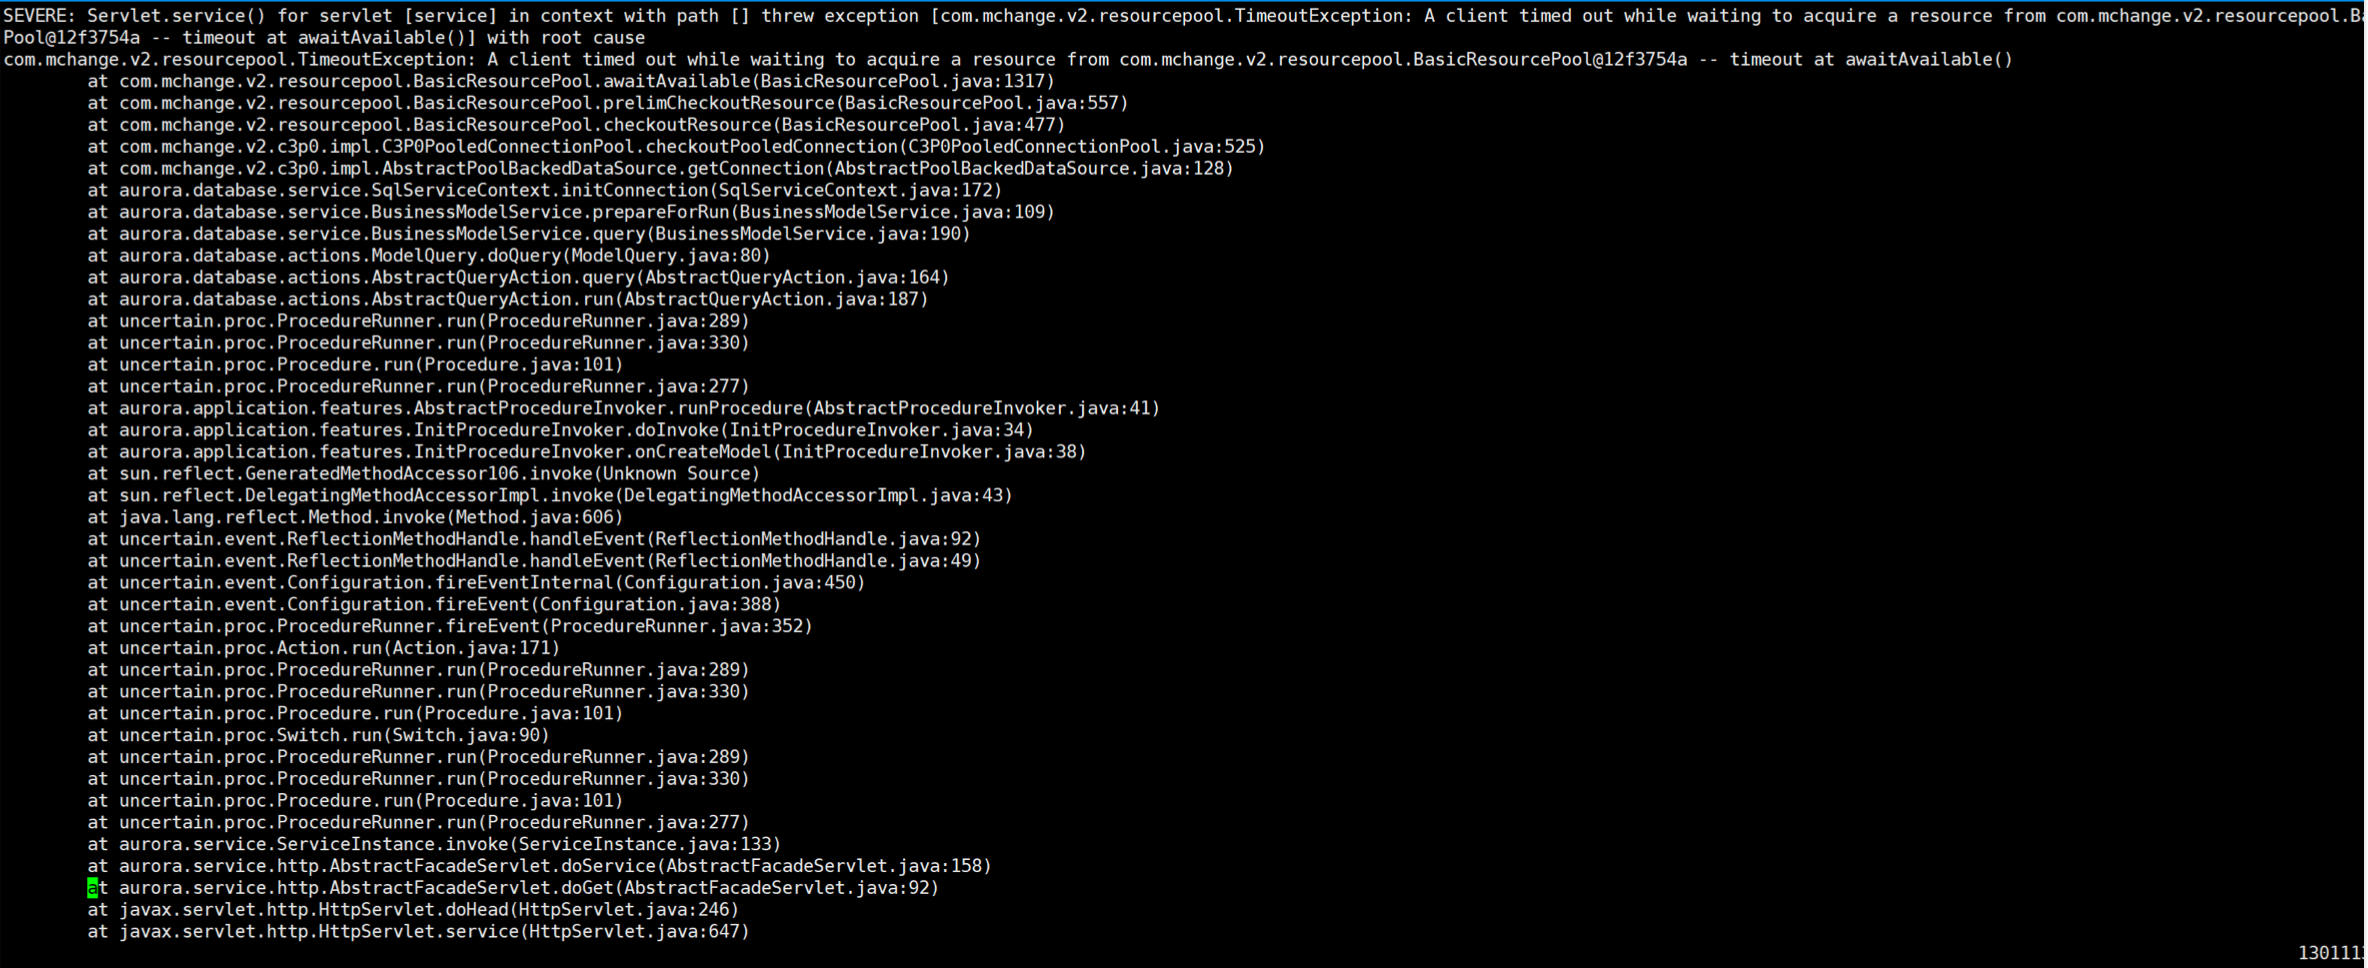 SEVERE: Servlet.service() for servlet [service] in context with path [] threw exception [com.mchange.v2.resourcepool.TimeoutException: A client timed out while waiting to acquire a resource from com.mchange.v2.resourcepool.Ba
Pool@12f3754a -- timeout at awaitAvailable()] with root cause
com.mchange.v2.resourcepool.TimeoutException: A client timed out while waiting to acquire a resource from com.mchange.v2.resourcepool.BasicResourcePool@12f3754a -- timeout at awaitAvailable()
at com.mchange.v2.resourcepool.BasicResourcePool.awaitAvailable(BasicResourcePool.java:1317)
at com.mchange.v2.resourcepool.BasicResourcePool.prelimCheckoutResource(BasicResourcePool.java:557)
at com.mchange.v2.resourcepool.BasicResourcePool.checkoutResource(BasicResourcePool.java:477)
at com.mchange.v2.c3p0.impl.C3P0PooledConnectionPool.checkoutPooledConnection(C3P0PooledConnectionPool.java:525)
at com.mchange.v2.c3p0.impl.AbstractPoolBackedDataSource.getConnection(AbstractPoolBackedDataSource.java:128)
at aurora.database.service.SqlServiceContext.initConnection(SqlServiceContext.java:172)
at aurora.database.service.BusinessModelService.prepareForRun(BusinessModelService.java:109)
at aurora.database.service.BusinessModelService.query(BusinessModelService.java:190)
at aurora.database.actions.ModelQuery.doQuery(ModelQuery.java:80)
at aurora.database.actions.AbstractQueryAction.query(AbstractQueryAction.java:164)
at aurora.database.actions.AbstractQueryAction.run(AbstractQueryAction.java:187)
at uncertain.proc.ProcedureRunner.run(ProcedureRunner.java:289)
at uncertain.proc.ProcedureRunner.run(ProcedureRunner.java:330)
at uncertain.proc.Procedure.run(Procedure.java:101)
at uncertain.proc.ProcedureRunner.run(ProcedureRunner.java:277)
at aurora.application.features.AbstractProcedureInvoker.runProcedure(AbstractProcedureInvoker.java:41)
at aurora.application.features.InitProcedureInvoker.doInvoke(InitProcedureInvoker.java:34)
at aurora.application.features.InitProcedureInvoker.onCreateModel(InitProcedureInvoker.java:38)
at sun.reflect.GeneratedMethodAccessor106.invoke(Unknown Source)
at sun.reflect.DelegatingMethodAccessorImpl.invoke(DelegatingMethodAccessorImpl.java:43)
at java.lang.reflect.Method.invoke(Method.java:606)
at uncertain.event.ReflectionMethodHandle.handleEvent(ReflectionMethodHandle.java:92)
at uncertain.event.ReflectionMethodHandle.handleEvent(ReflectionMethodHandle.java:49)
at uncertain.event.Configuration.fireEventInternal(Configuration.java:450)
at uncertain.event.Configuration.fireEvent(Configuration.java:388)
at uncertain.proc.ProcedureRunner.fireEvent(ProcedureRunner.java:352)
at uncertain.proc.Action.run(Action.java:171)
at uncertain.proc.ProcedureRunner.run(ProcedureRunner.java:289)
at uncertain.proc.ProcedureRunner.run(ProcedureRunner.java:330)
at uncertain.proc.Procedure.run(Procedure.java:101)
at uncertain.proc.Switch.run(Switch.java:90)
at uncertain.proc.ProcedureRunner.run(ProcedureRunner.java:289)
at uncertain.proc.ProcedureRunner.run(ProcedureRunner.java:330)
at uncertain.proc.Procedure.run(Procedure.java:101)
at uncertain.proc.ProcedureRunner.run(ProcedureRunner.java:277)
at aurora.service.ServiceInstance.invoke(ServiceInstance.java:133)
at aurora.service.http.AbstractFacadeServlet.doService(AbstractFacadeServlet.java:158)
at aurora.service.http.AbstractFacadeServlet.doGet(AbstractFacadeServlet.java:92)
at javax.servlet.http.HttpServlet.doHead(HttpServlet.java:246)
at javax.servlet.http.HttpServlet.service(HttpServlet.java:647)
130111